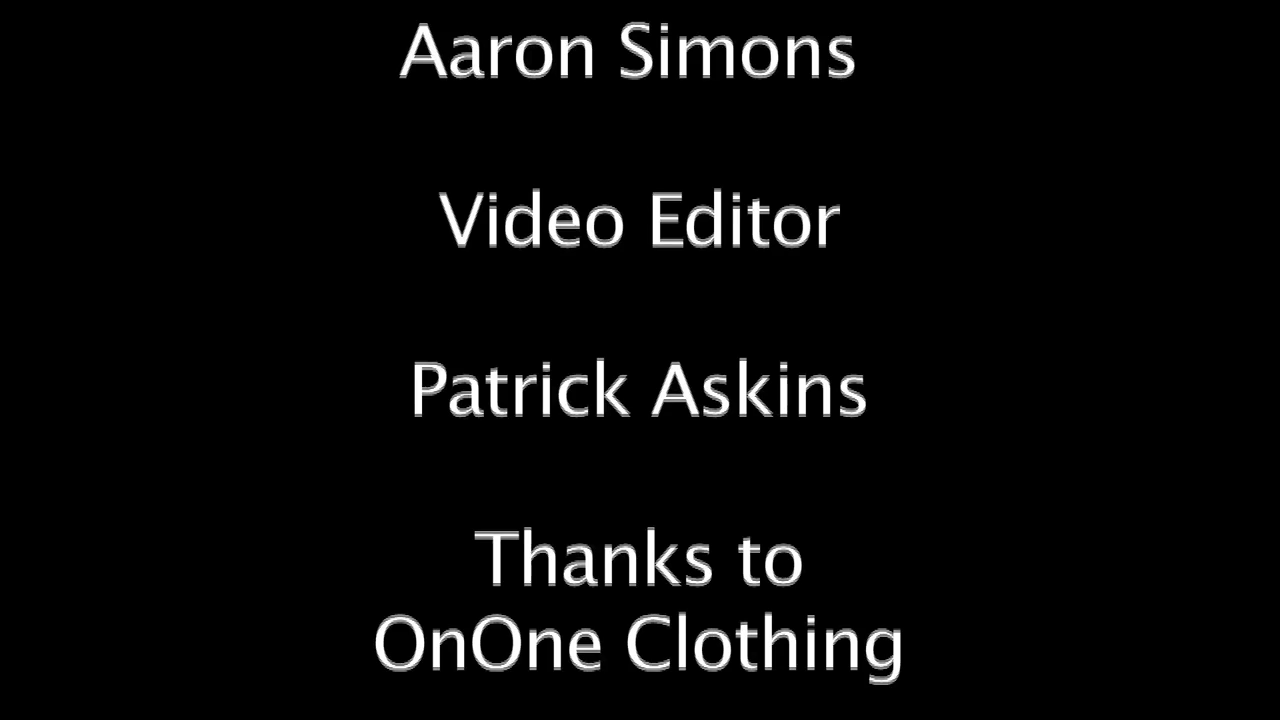 Aaron Simons
Video Editor
Patrick Askins
Thanks to
OnOne Clothing